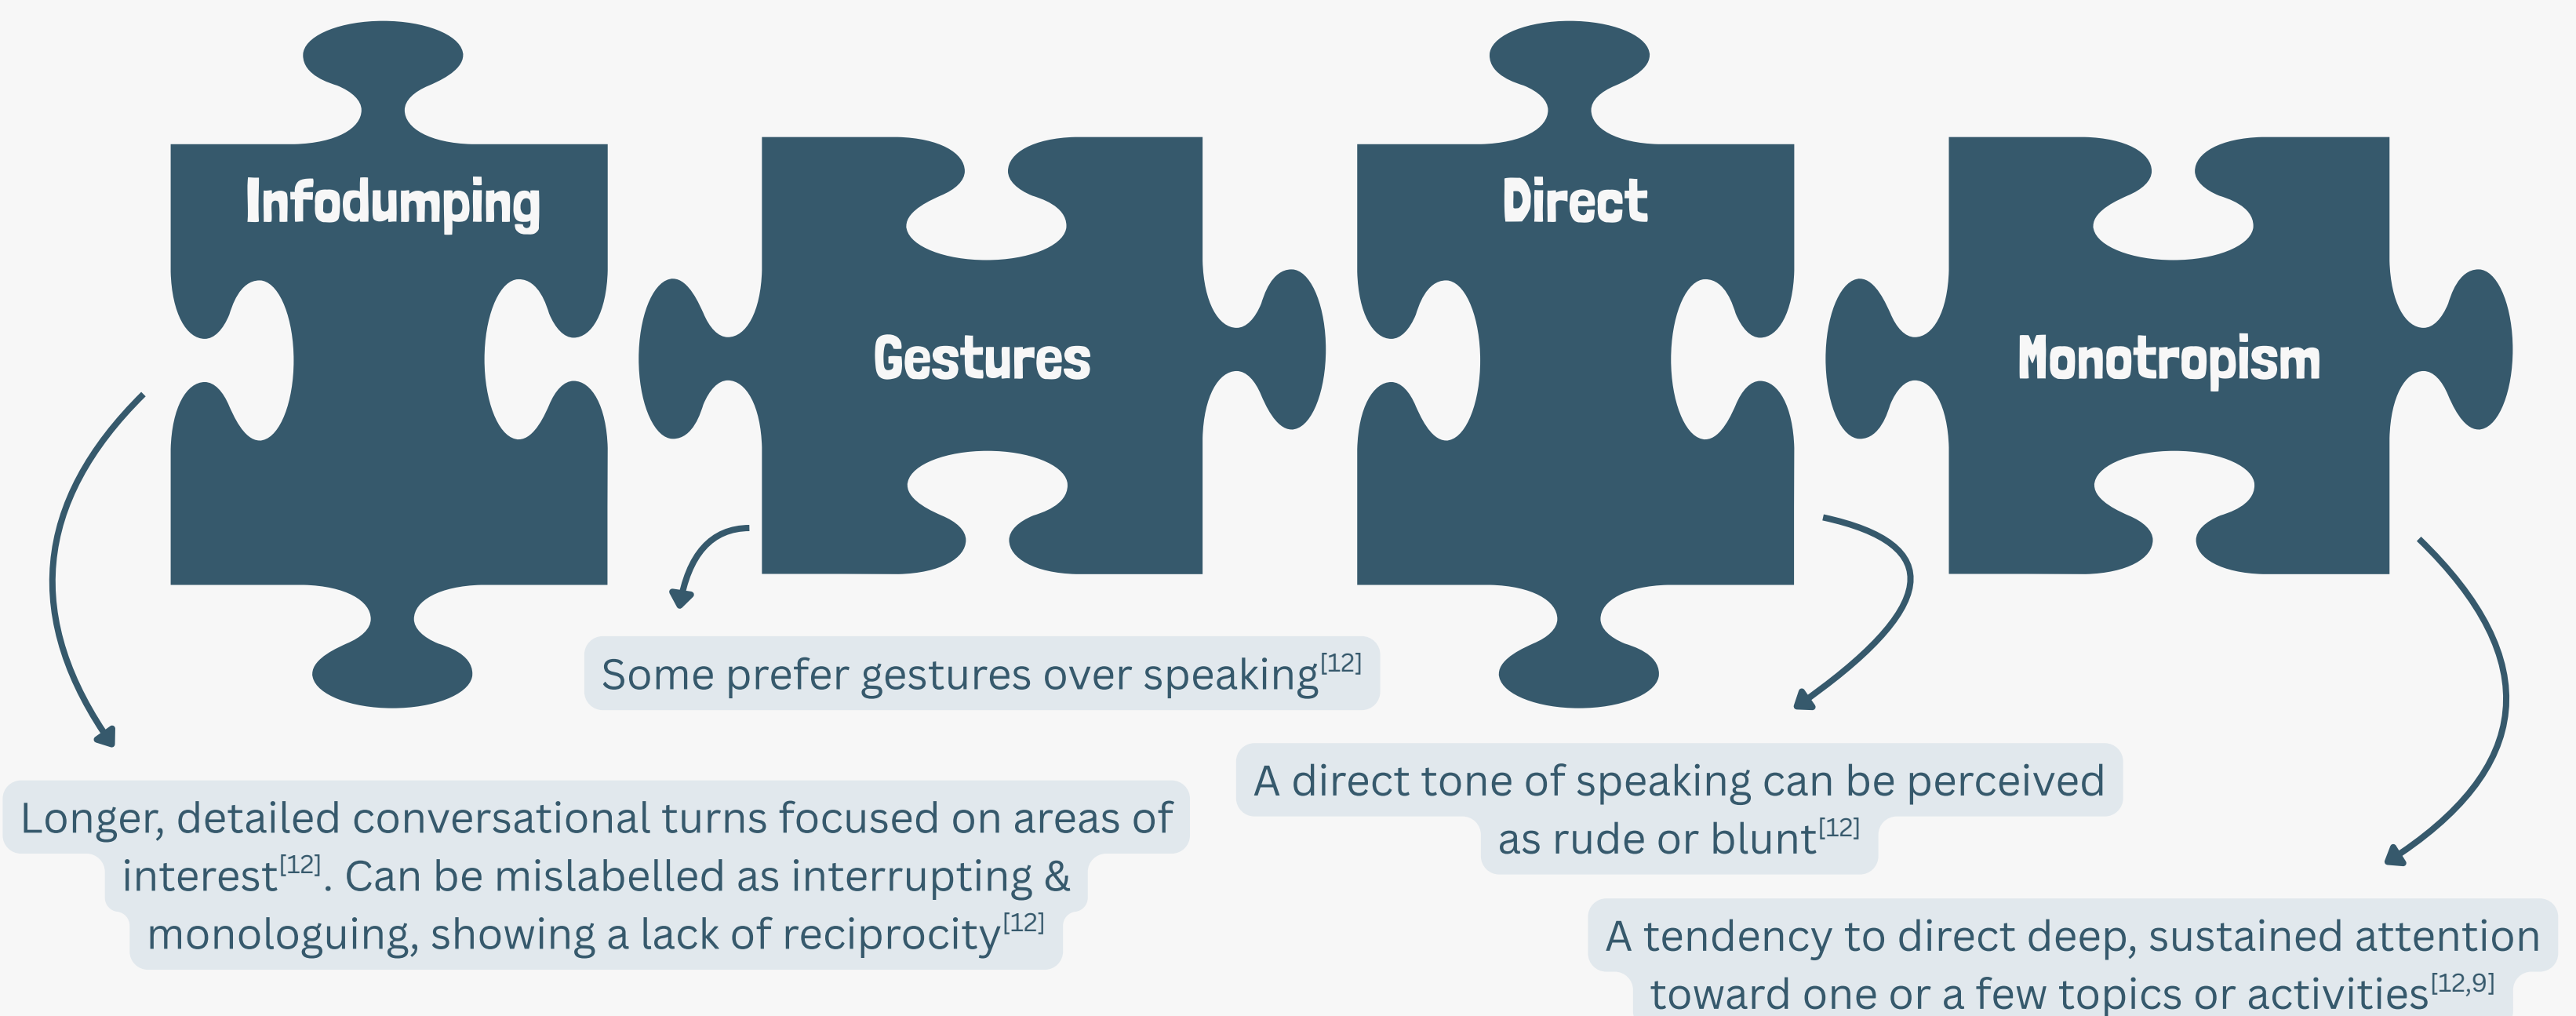 Infodumping
Gestures
Direct
Monotropism
Some prefer gestures over speaking[12]
Longer, detailed conversational turns focused on areas of
interest[12]. Can be mislabelled as interrupting &
monologuing, showing a lack of reciprocity[12]
A direct tone of speaking can be perceived
as rude or blunt[12]
A tendency to direct deep, sustained attention
toward one or a few topics or activities[12,9]